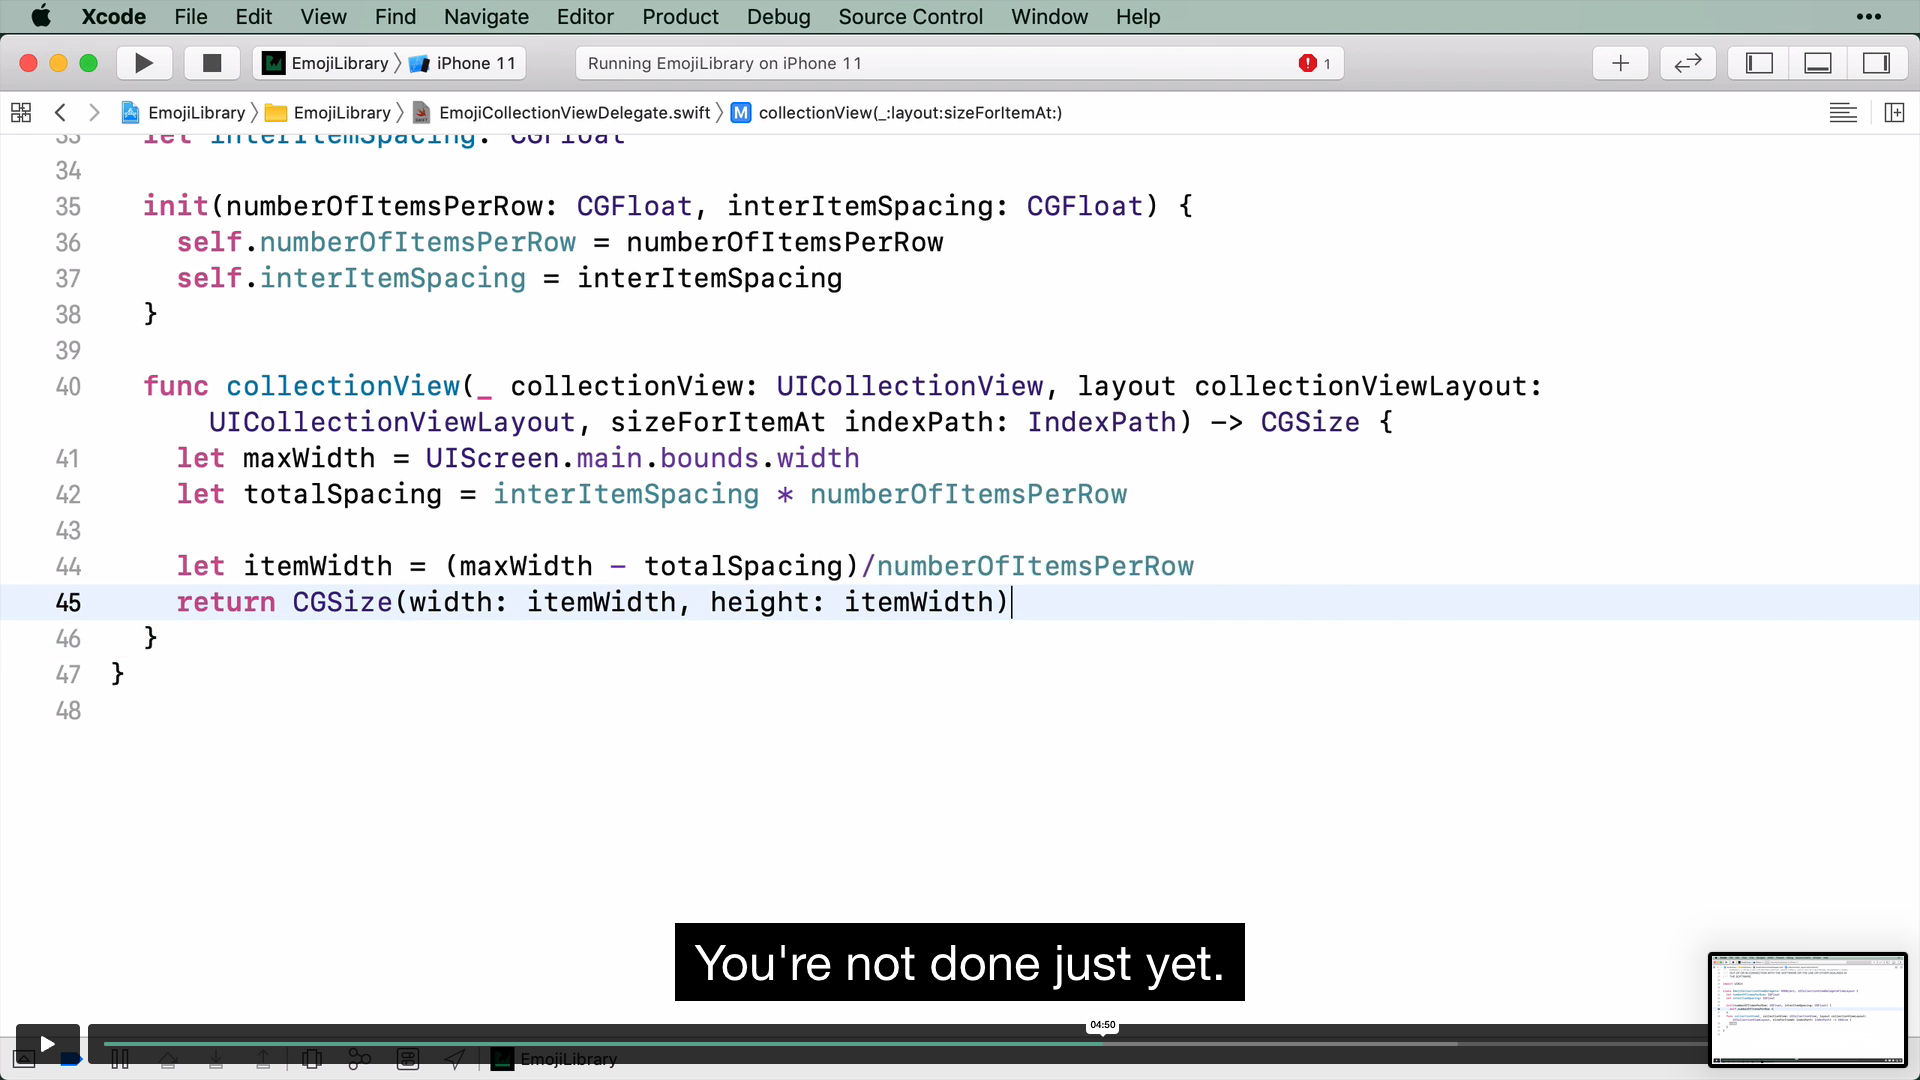 Xcode File Edit View Find Navigate Editor Product Debug Source Control Window Help
EmojiLibrary iPhone 11 Running EmojiLibrary on iPhone 11 1
EmojiLibrary EmojiLibrary EmojiCollectionViewDelegate.swift M collectionView(_:layout:sizeForItemAt:)
33 let interItemSpacing: CGFloat
34
35 init(numberOfItemsPerRow: CGFloat, interItemSpacing: CGFloat) {
36 self.numberOfItemsPerRow = numberOfItemsPerRow
37 self.interItemSpacing = interItemSpacing
38 }
39
40 func collectionView(_ collectionView: UICollectionView, layout collectionViewLayout:
UICollectionViewLayout, sizeForItemAt indexPath: IndexPath) -> CGSize {
41 let maxWidth = UIScreen.main.bounds.width
42 let totalSpacing = interItemSpacing * numberOfItemsPerRow
43
44 let itemWidth = (maxWidth - totalSpacing)/numberOfItemsPerRow
45 return CGSize(width: itemWidth, height: itemWidth)
46 }
47 }
48
You're not done just yet.
04:50
EmojiLibrary